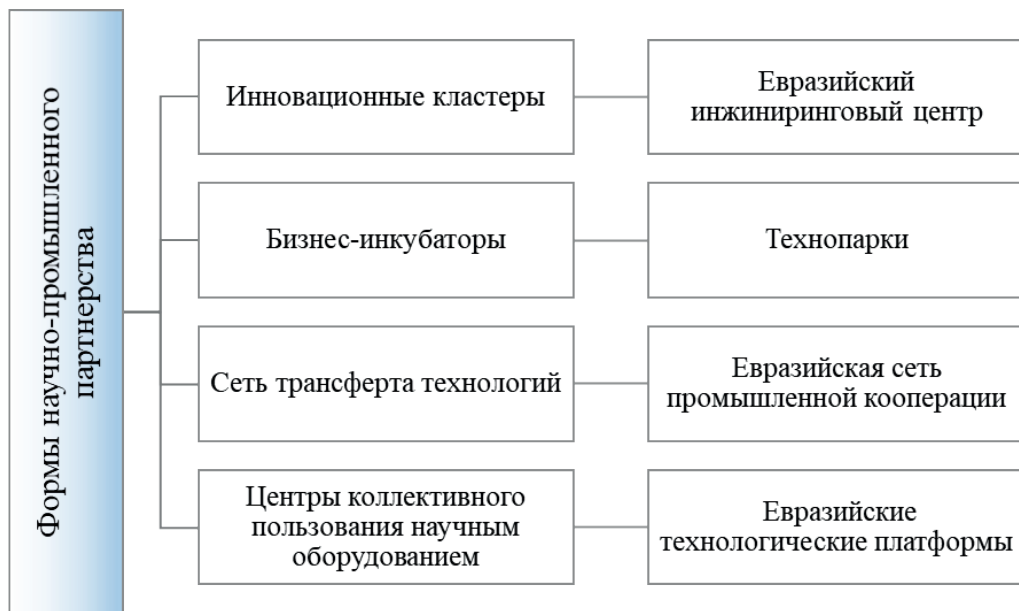 Формы научно-промышленного
партнерства
Инновационные кластеры
Евразийский
инжиниринговый центр
Бизнес-инкубаторы
Технопарки
Сеть трансферта технологий
Евразийская сеть
промышленной кооперации
Центры коллективного
пользования научным
оборудованием
Евразийские
технологические платформы